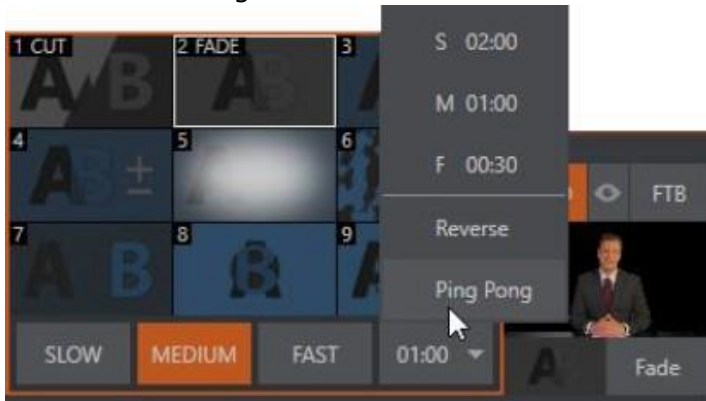 1 CUT
2 FADE
3
S 02:00
M 01:00
F 00:30
4
5
6
Reverse
FTB
7
8
9
Ping Pong
SLOW
MEDIUM
FAST
01:00
Fade